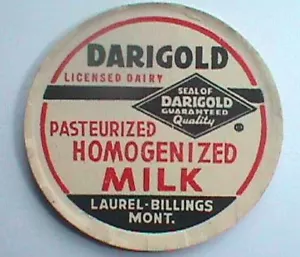 DARIGOLD
LICENSED DAIRY
SEAL OF
DARIGOLD
GUARANTEED
Quality
PASTEURIZED
HOMOGENIZED
MILK
LAUREL-BILLINGS
MONT.